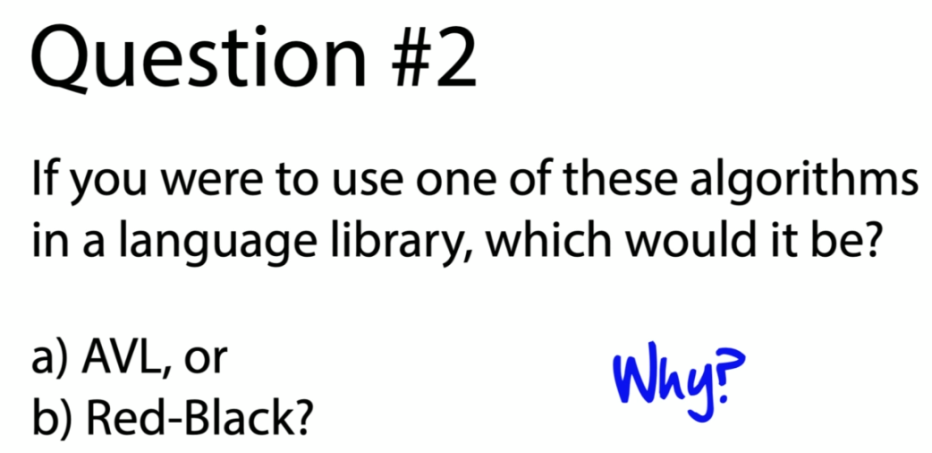 Question #2
If you were to use one of these algorithms
in a language library, which would it be?
a) AVL, or
b) Red-Black?
Why?